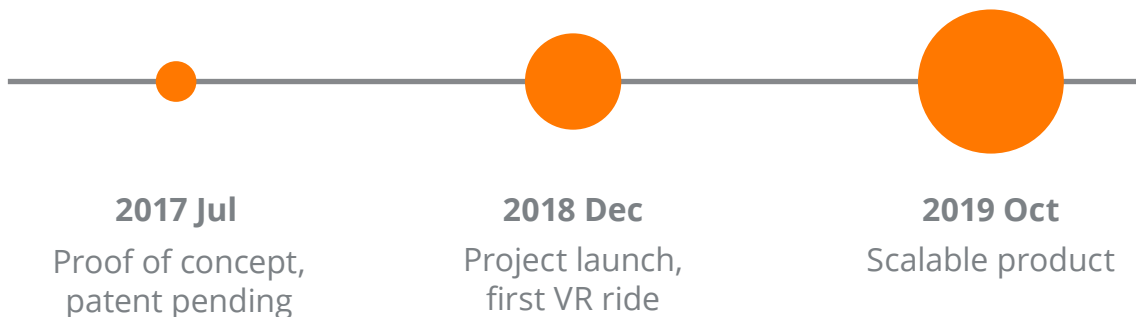 2017 Jul
Proof of concept,
patent pending
2018 Dec
Project launch,
first VR ride
2019 Oct
Scalable product